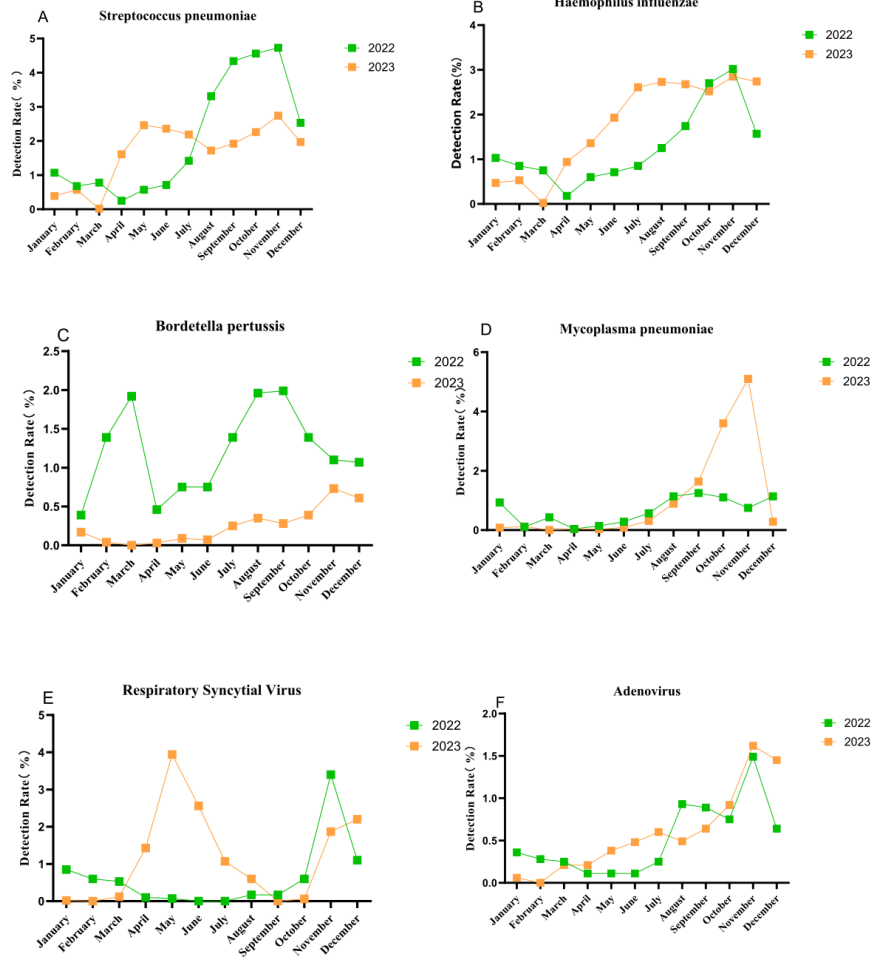 A
Streptococcus pneumoniae
5
4
3
2
1
0
Detection Rate( %)
2022
2023
January
February
March
April
May
June
July
August
September
October
November
December
B
Haemophilus influenzae
4
3
2
1
0
Detection Rate(%)
2022
2023
January
February
March
April
May
June
July
August
September
October
November
December
C
Bordetella pertussis
2.5
2.0
1.5
1.0
0.5
0.0
Detection Rate( %)
2022
2023
January
February
March
April
May
June
July
August
September
October
November
December
D
Mycoplasma pneumoniae
6
4
2
0
Detection Rate( %)
2022
2023
January
February
March
April
May
June
July
August
September
October
November
December
E
Respiratory Syncytial Virus
5
4
3
2
1
0
Detection Rate( %)
2022
2023
January
February
March
April
May
June
July
August
September
October
November
December
F
Adenovirus
2.0
1.5
1.0
0.5
0.0
Detection Rate( %)
2022
2023
January
February
March
April
May
June
July
August
September
October
November
December